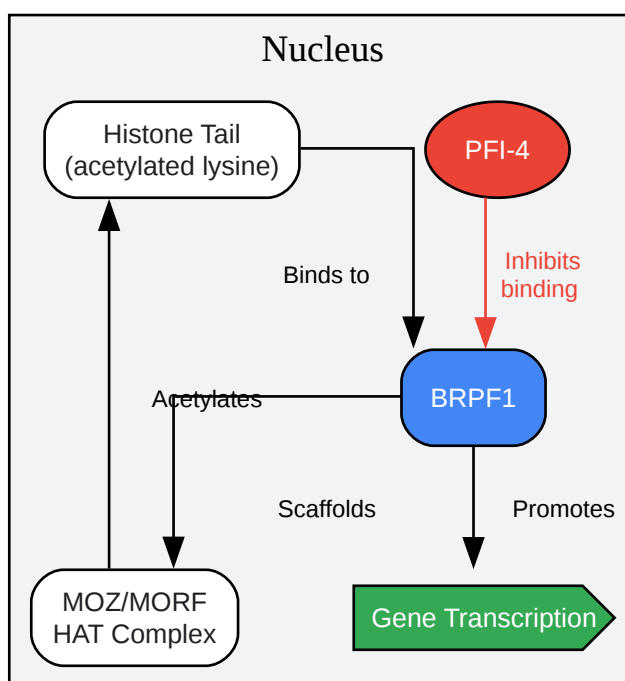 Nucleus
Histone Tail
(acetylated lysine)
PFI-4
Binds to
Inhibits
binding
BRPF1
Acetylates
Scaffolds
Promotes
MOZ/MORF
HAT Complex
Gene Transcription